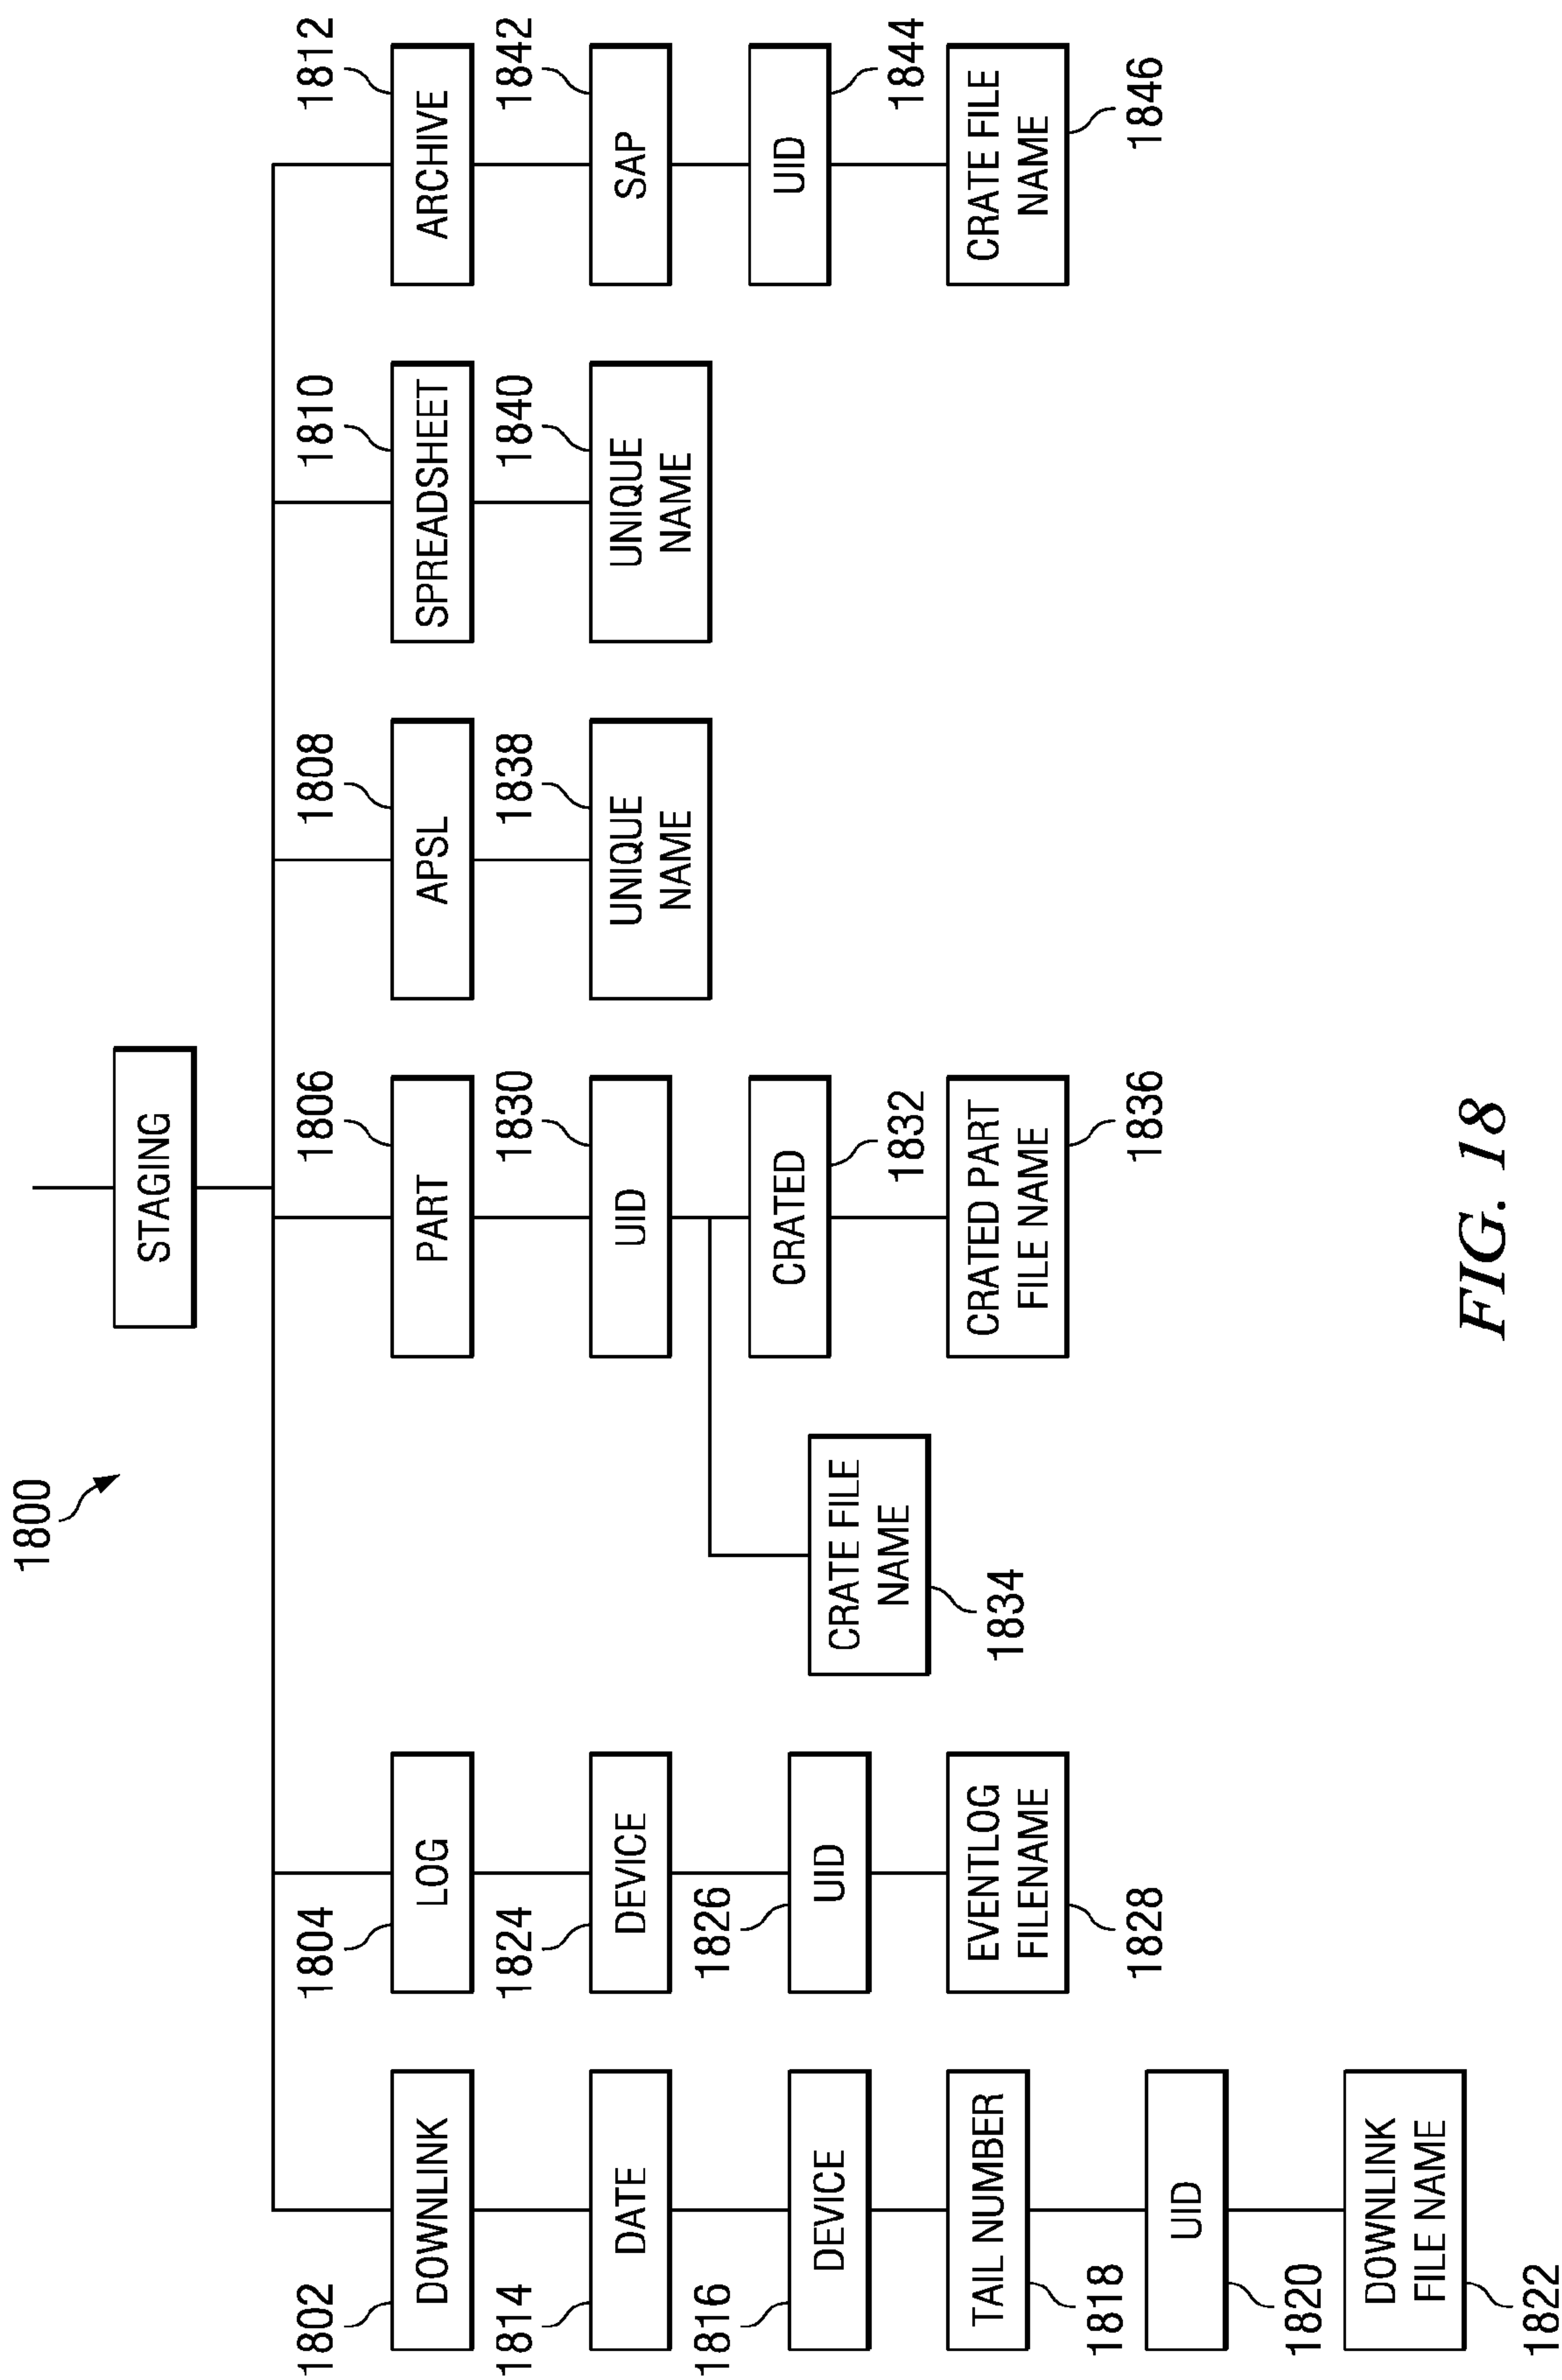 1800
STAGING
1802
DOWNLINK
1804
LOG
1806
PART
1808
APSL
1810
SPREADSHEET
1812
ARCHIVE
1814
DATE
1824
DEVICE
1830
UID
1838
UNIQUE
NAME
1840
UNIQUE
NAME
1842
SAP
1816
DEVICE
1826
UID
CRATE FILE
NAME
1834
CRATED
1832
UID
1844
TAIL NUMBER
1818
EVENTLOG
FILENAME
1828
CRATED PART
FILE NAME
1836
CRATE FILE
NAME
1846
UID
1820
DOWNLINK
FILE NAME
1822
FIG. 18